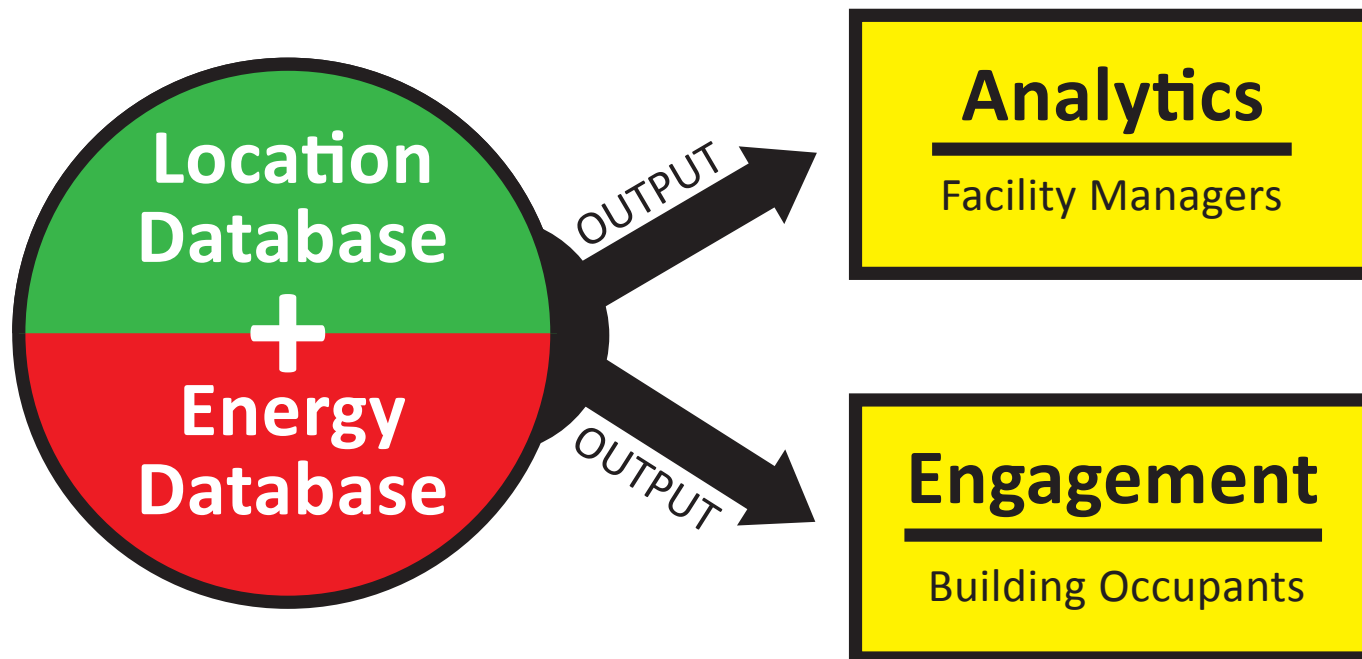 Location
Database
+
Energy
Database
OUTPUT
OUTPUT
Analytics
Facility Managers
Engagement
Building Occupants